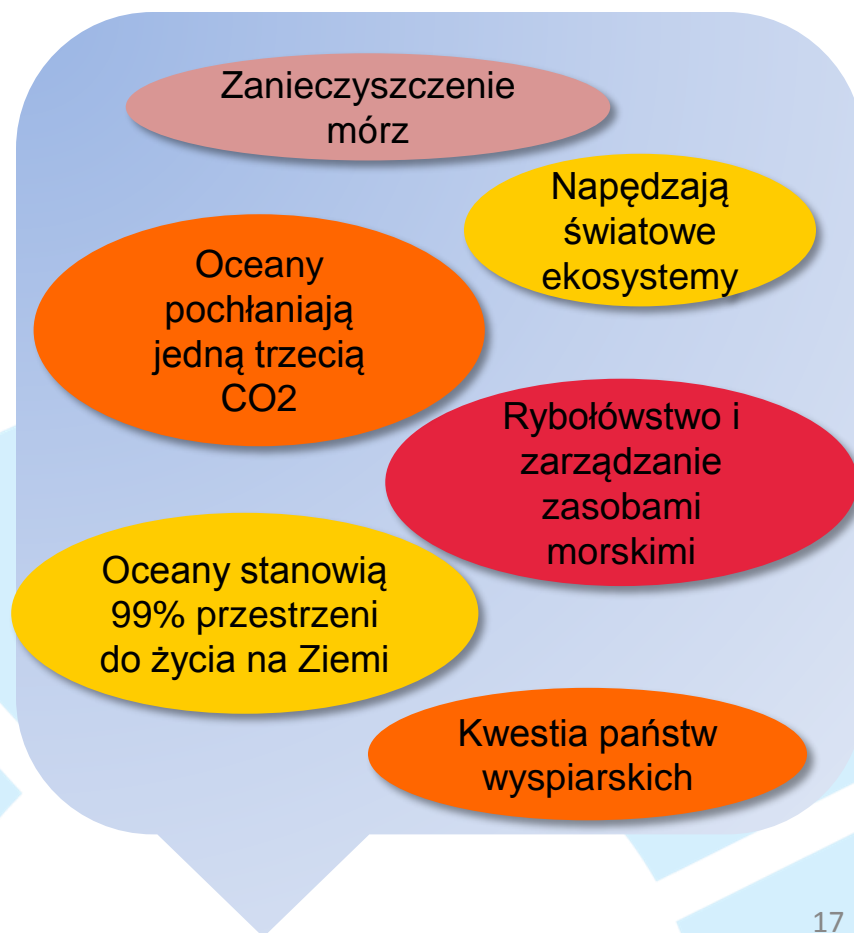 Zanieczyszczenie
mórz
Napędzają
światowe
ekosystemy
Oceany
pochłaniają
jedną trzecią
CO2
Rybołówstwo i
zarządzanie
zasobami
morskimi
Oceany stanowią
99% przestrzeni
do życia na Ziemi
Kwestia państw
wyspiarskich
17